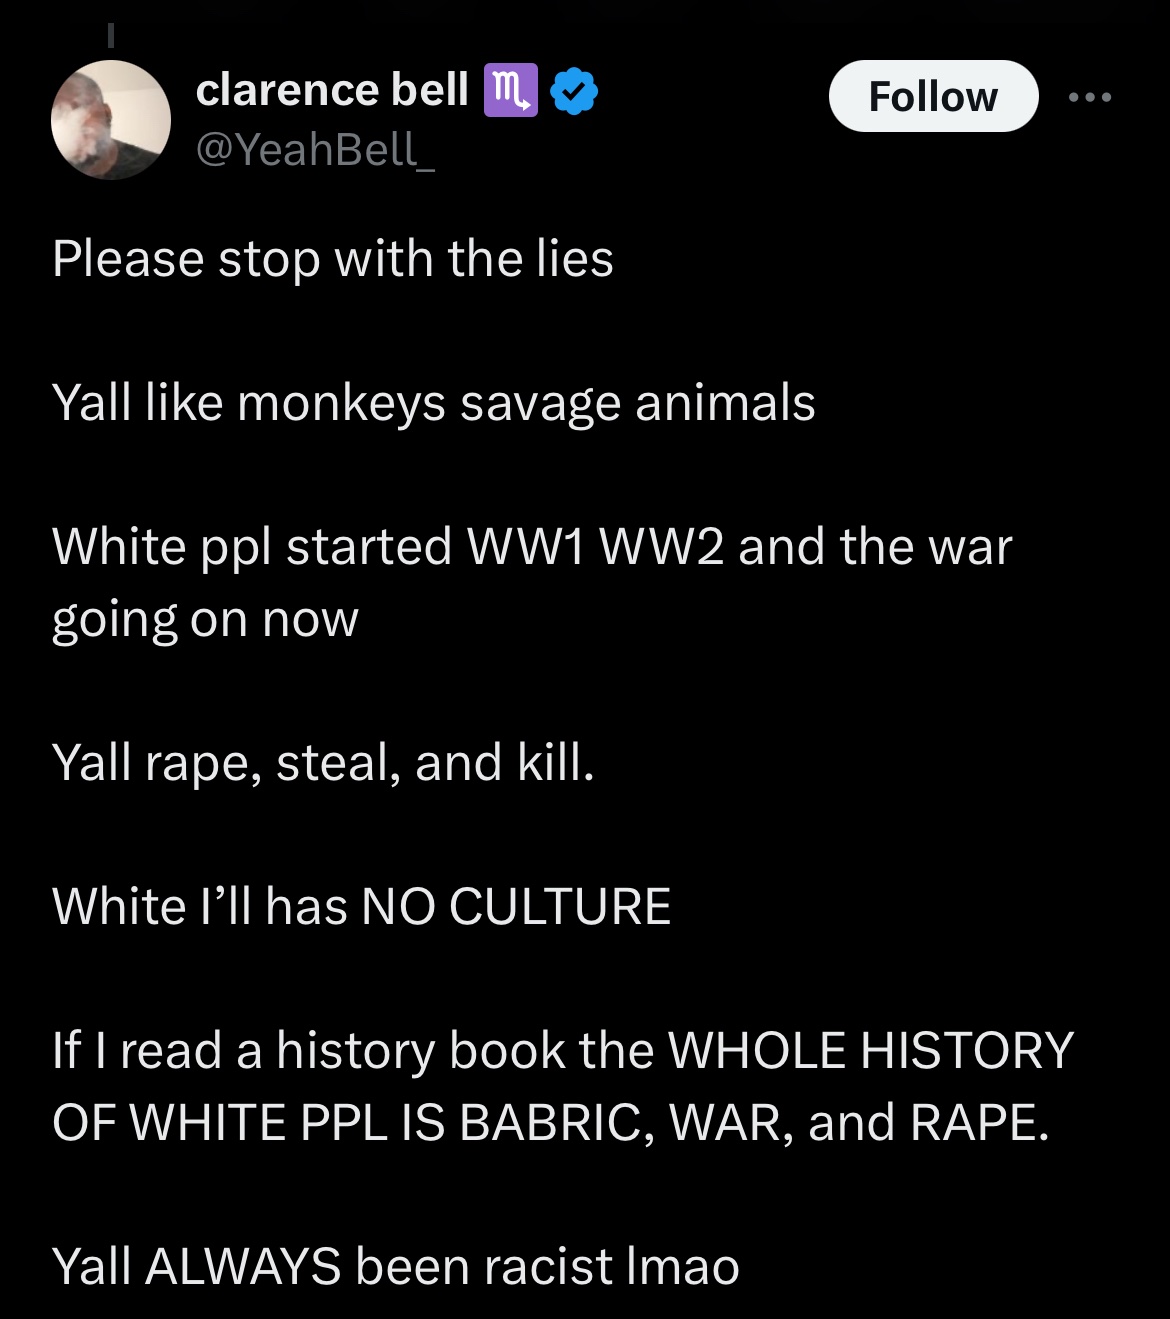 clarence bell ♏
@YeahBell_
Follow
Please stop with the lies
Yall like monkeys savage animals
White ppl started WW1 WW2 and the war
going on now
Yall rape, steal, and kill.
White I’ll has NO CULTURE
If I read a history book the WHOLE HISTORY
OF WHITE PPL IS BABRIC, WAR, and RAPE.
Yall ALWAYS been racist lmao